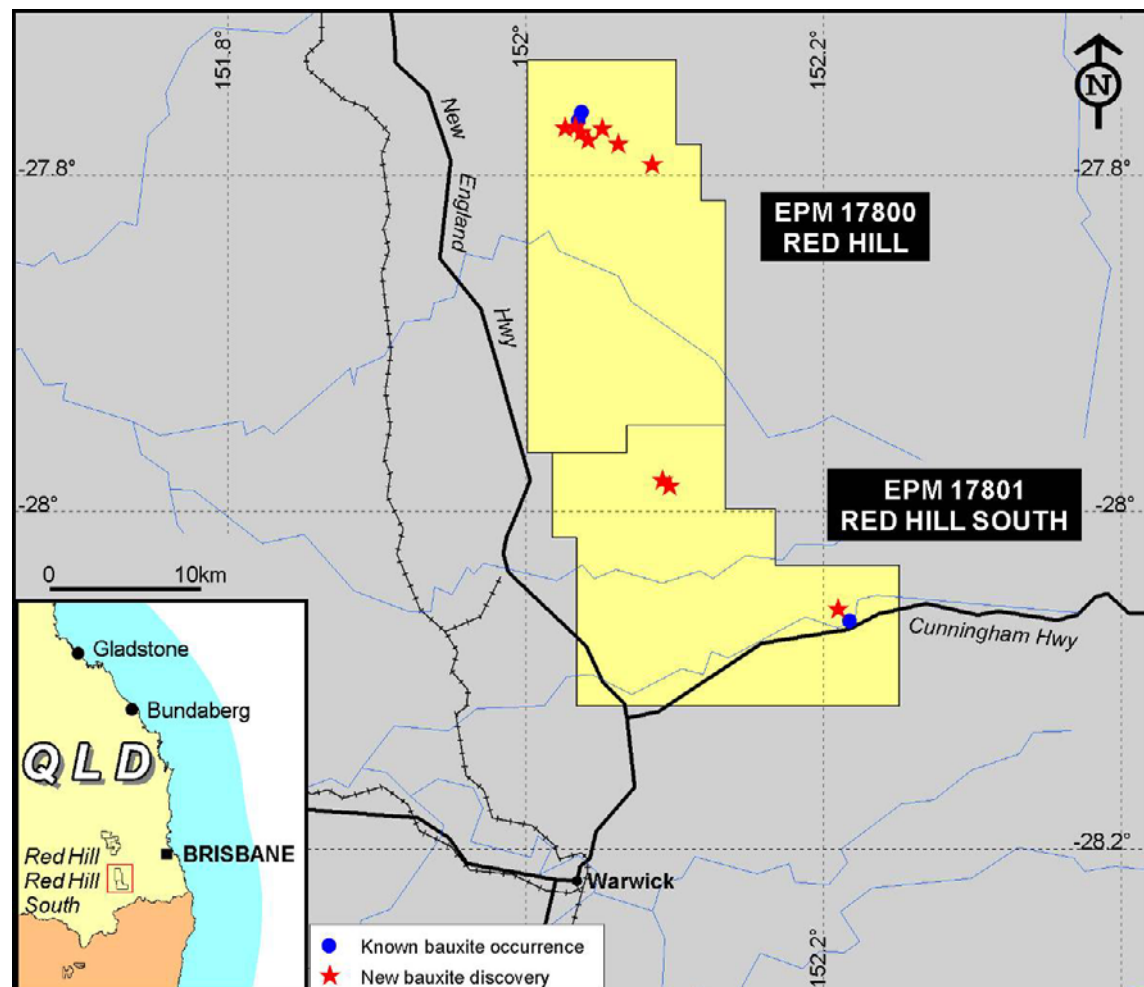 151.8°
152°
152.2°
N
New
England
Hwy
-27.8°
-27.8°
EPM 17800
RED HILL
-28°
-28°
EPM 17801
RED HILL SOUTH
0 10km
Cunningham Hwy
Gladstone
Bundaberg
QLD
BRISBANE
Red Hill
Red Hill
South
-28.2°
Warwick
152.2°
Known bauxite occurrence
New bauxite discovery